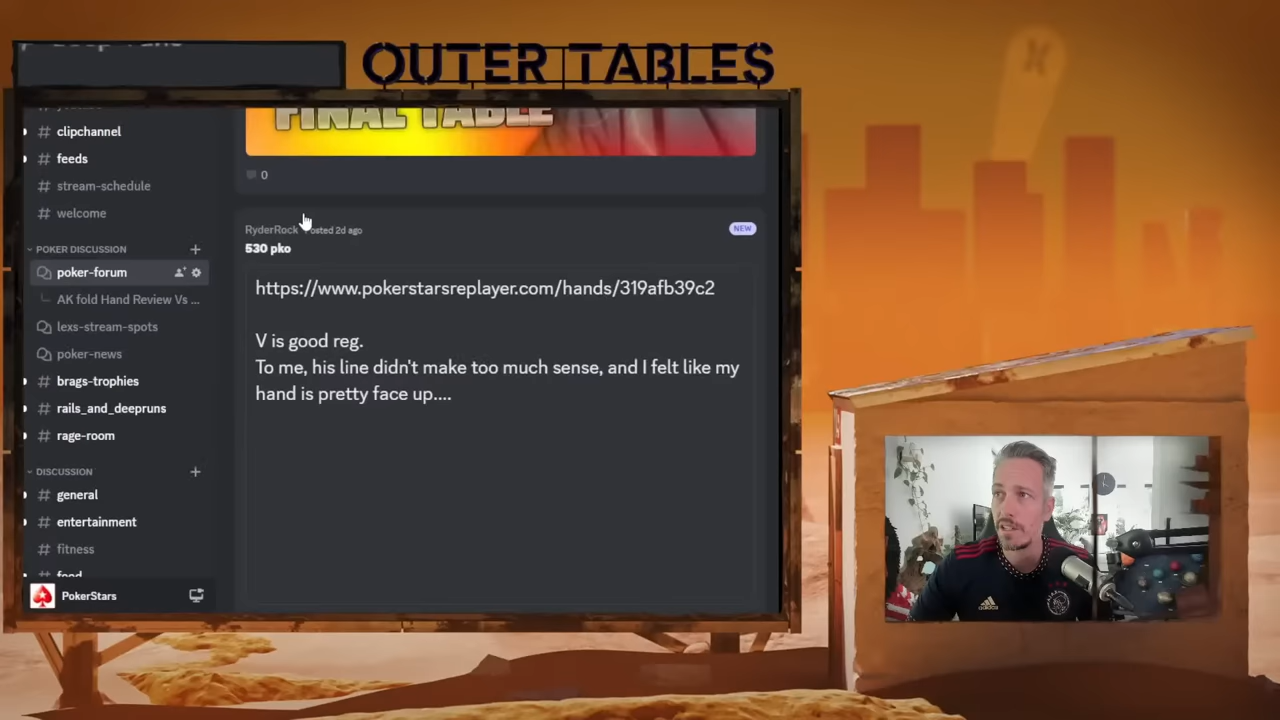 OUTER TABLES
clipchannel
feeds
stream-schedule
welcome
POKER DISCUSSION
poker-forum
AK fold Hand Review Vs ...
lexs-stream-spots
poker-news
brags-trophies
rails_and_deepruns
rage-room
DISCUSSION
general
entertainment
fitness
food
PokerStars
FINAL TABLE
0
RyderRock
osted 2d ago
NEW
530 pko
https://www.pokerstarsreplayer.com/hands/319afb39c2
V is good reg.
To me, his line didn't make too much sense, and I felt like my
hand is pretty face up....
adidas